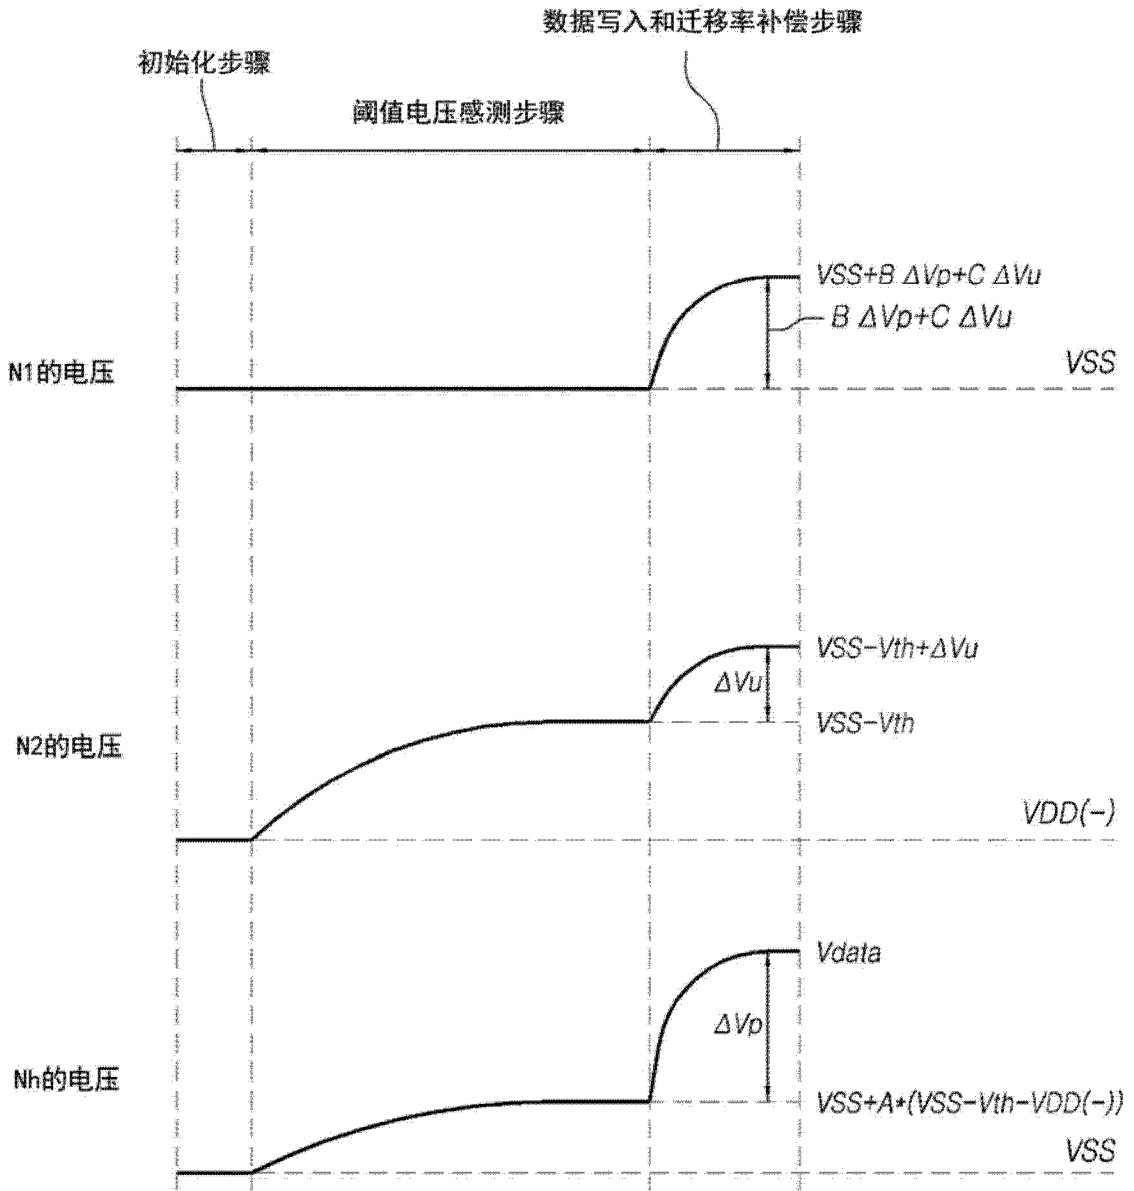 数据写入和迁移率补偿步骤
初始化步骤
阈值电压感测步骤
VSS+B ΔVp+C ΔVu
B ΔVp+C ΔVu
N1的电压
VSS
VSS-Vth+ΔVu
ΔVu
VSS-Vth
N2的电压
VDD(-)
Vdata
ΔVp
Nh的电压
VSS+A*(VSS-Vth-VDD(-))
VSS